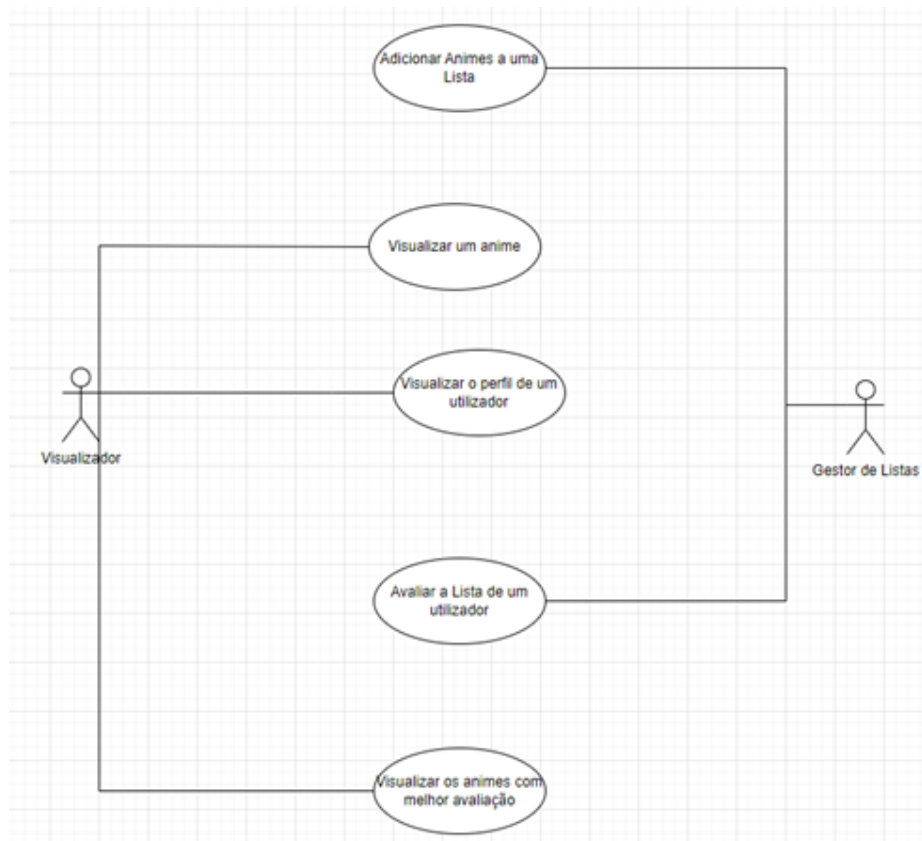 Adicionar Animes a uma
Lista
Visualizar um anime
Visualizar o perfil de um
utilizador
Visualizador
Gestor de Listas
Avaliar a Lista de um
utilizador
Visualizar os animes com
melhor avaliação